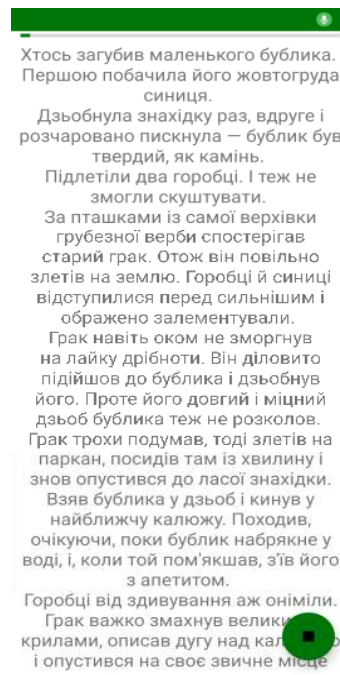 Хтось загубив маленького бублика.
Першою побачила його жовтогруда
синиця.
Дзьобнула знахідку раз, вдруге і
розчаровано пискнула — бублик був
твердий, як камінь.
Підлетіли два горобці. І теж не
змогли скуштувати.
За пташками із самої верхівки
грубезної верби спостерігав
старий грак. Отож він повільно
злетів на землю. Горобці й синиці
відступилися перед сильнішим і
ображено залементували.
Грак навіть оком не зморгнув
на лайку дрібноти. Він діловито
підійшов до бублика і дзьобнув
його. Проте його довгий і міцний
дзьоб бублика теж не розколов.
Грак трохи подумав, тоді злетів на
паркан, посидів там із хвилину і
знов опустився до ласої знахідки.
Взяв бублика у дзьоб і кинув у
найближчу калюжу. Походив,
очікуючи, поки бублик набрякне у
воді, і, коли той пом'якшав, з'їв його
з апетитом.
Горобці від здивування аж оніміли.
Грак важко змахнув
крилами, описав дугу над
і опустився на своє звичне місце